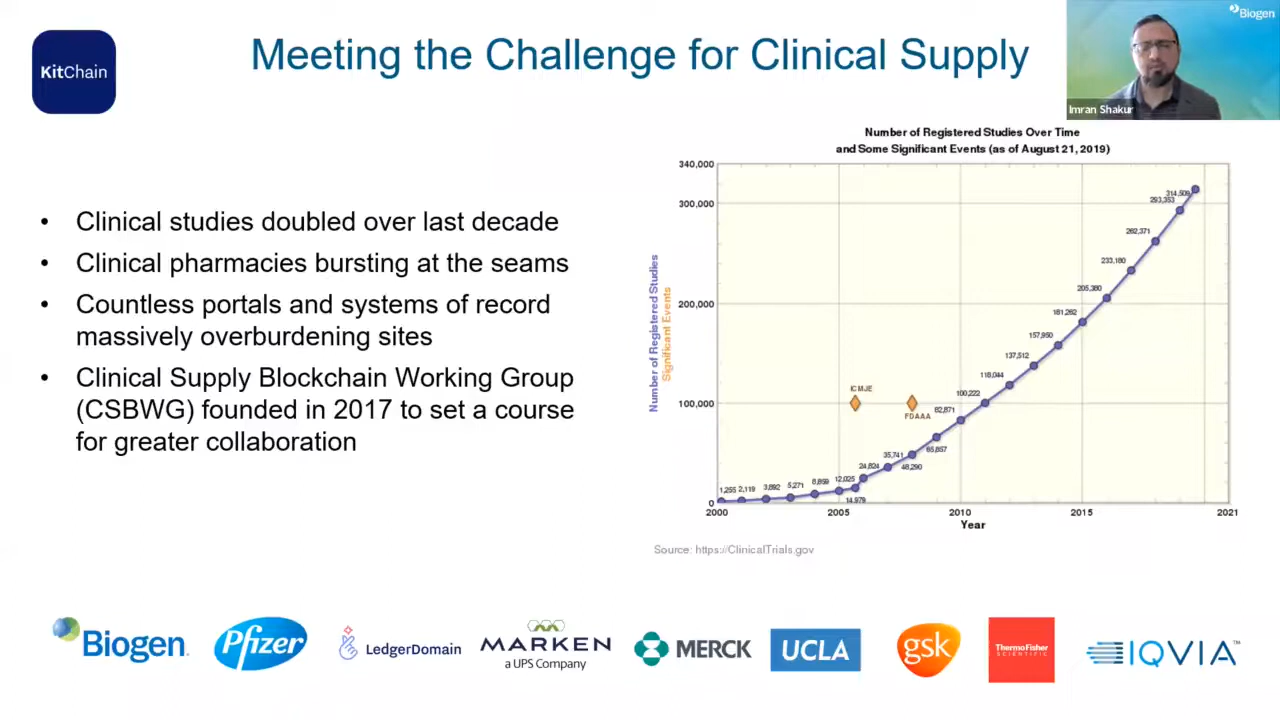 KitChain
Meeting the Challenge for Clinical Supply
Biogen
Imran Shakur
• Clinical studies doubled over last decade
• Clinical pharmacies bursting at the seams
• Countless portals and systems of record
massively overburdening sites
• Clinical Supply Blockchain Working Group
(CSBWG) founded in 2017 to set a course
for greater collaboration
Number of Registered Studies Over Time
and Some Significant Events (as of August 21, 2019)
Number of Registered Studies
Significant Events
340,000
300,000
200,000
100,000
0
1,255
2,119
3,892
5,271
8,859
12,025
14,979
24,824
35,741
48,290
65,857
82,871
100,222
118,044
137,512
157,950
181,262
205,380
233,180
262,371
293,353
314,509
ICMJE
FDAAA
2000
2005
2010
2015
2021
Year
Source: https://ClinicalTrials.gov
Biogen
Pfizer
LedgerDomain
MARKEN
a UPS Company
MERCK
UCLA
gsk
ThermoFisher
SCIENTIFIC
IQVIA™